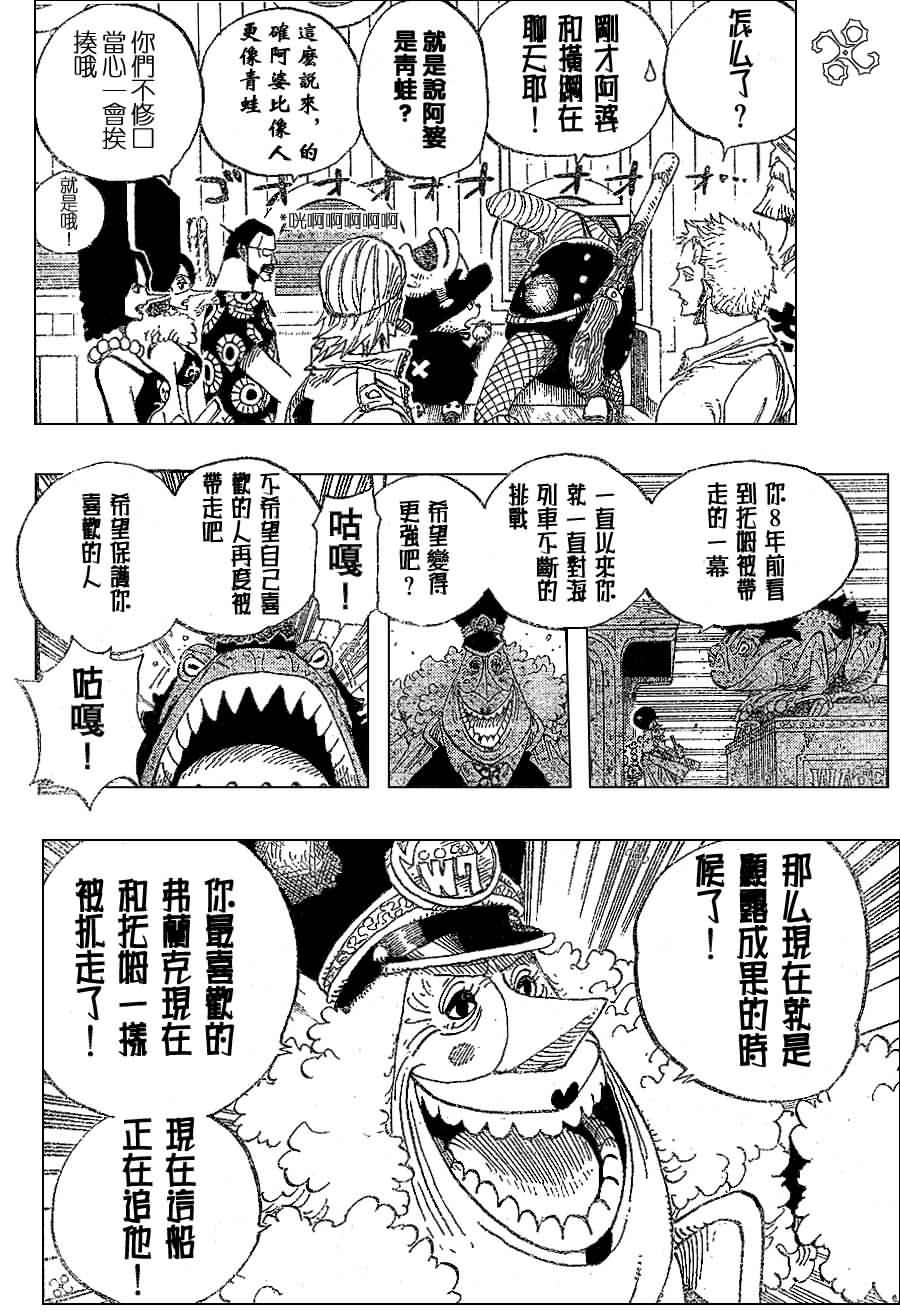 怎么了？
剛才阿婆
和橫綱在
聊天耶！
就是說阿婆
是青蛙？
這麼說來，的
確阿婆比像人
更像青蛙
你們不修口
當心一會挨
揍哦
就是哦！
ゴオオオオオオ
*咣啊啊啊啊啊
你8年前看
到托姆被帶
走的一幕
一直以來你
就一直對海
列車不斷的
挑戰
希望變得
更強吧？
咕嘎！
不希望自己喜
歡的人再度被
帶走吧
希望保護你
喜歡的人
咕嘎！
那么現在就是
顯露成果的時
候了！
W7
你最喜歡的
弗蘭克現在
和托姆一樣
被抓走了！
現在這船
正在追他！